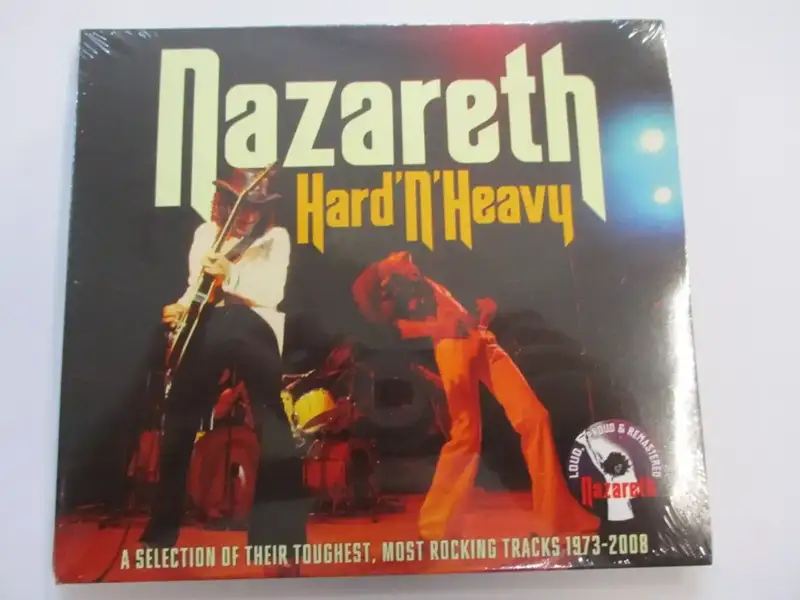 Nazareth
Hard'N'Heavy
LOUD, PROUD & REMASTERED
Nazareth
A SELECTION OF THEIR TOUGHEST, MOST ROCKING TRACKS 1973-2008